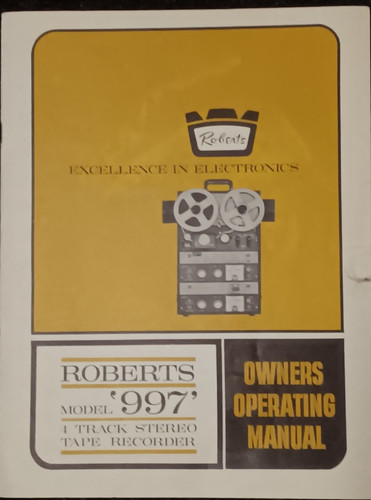 Roberts
EXCELLENCE IN ELECTRONICS
ROBERTS
MODEL '997'
4 TRACK STEREO
TAPE RECORDER
OWNERS
OPERATING
MANUAL